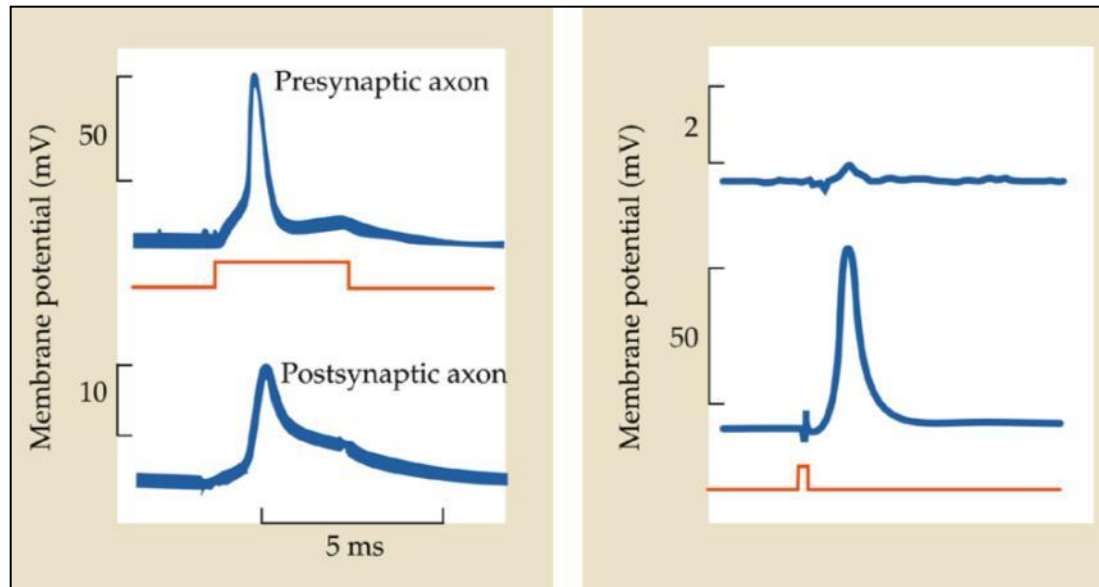 Membrane potential (mV)
50
Presynaptic axon
10
Postsynaptic axon
5 ms
Membrane potential (mV)
2
50